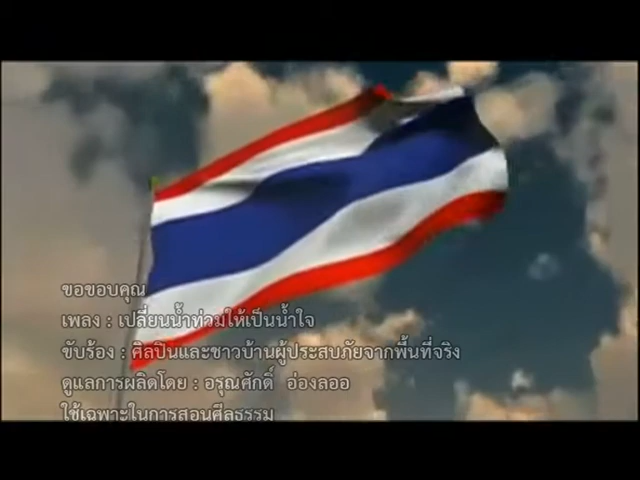 ขอขอบคุณ
เพลง : เปลี่ยนน้ำท่วมให้เป็นน้ำใจ
ขับร้อง : ศิลปินและชาวบ้านผู้ประสบภัยจากพื้นที่จริง
ดูแลการผลิตโดย : อรุณศักดิ์ อ่องลออ
ใช้เฉพาะในการสอนศีลธรรม